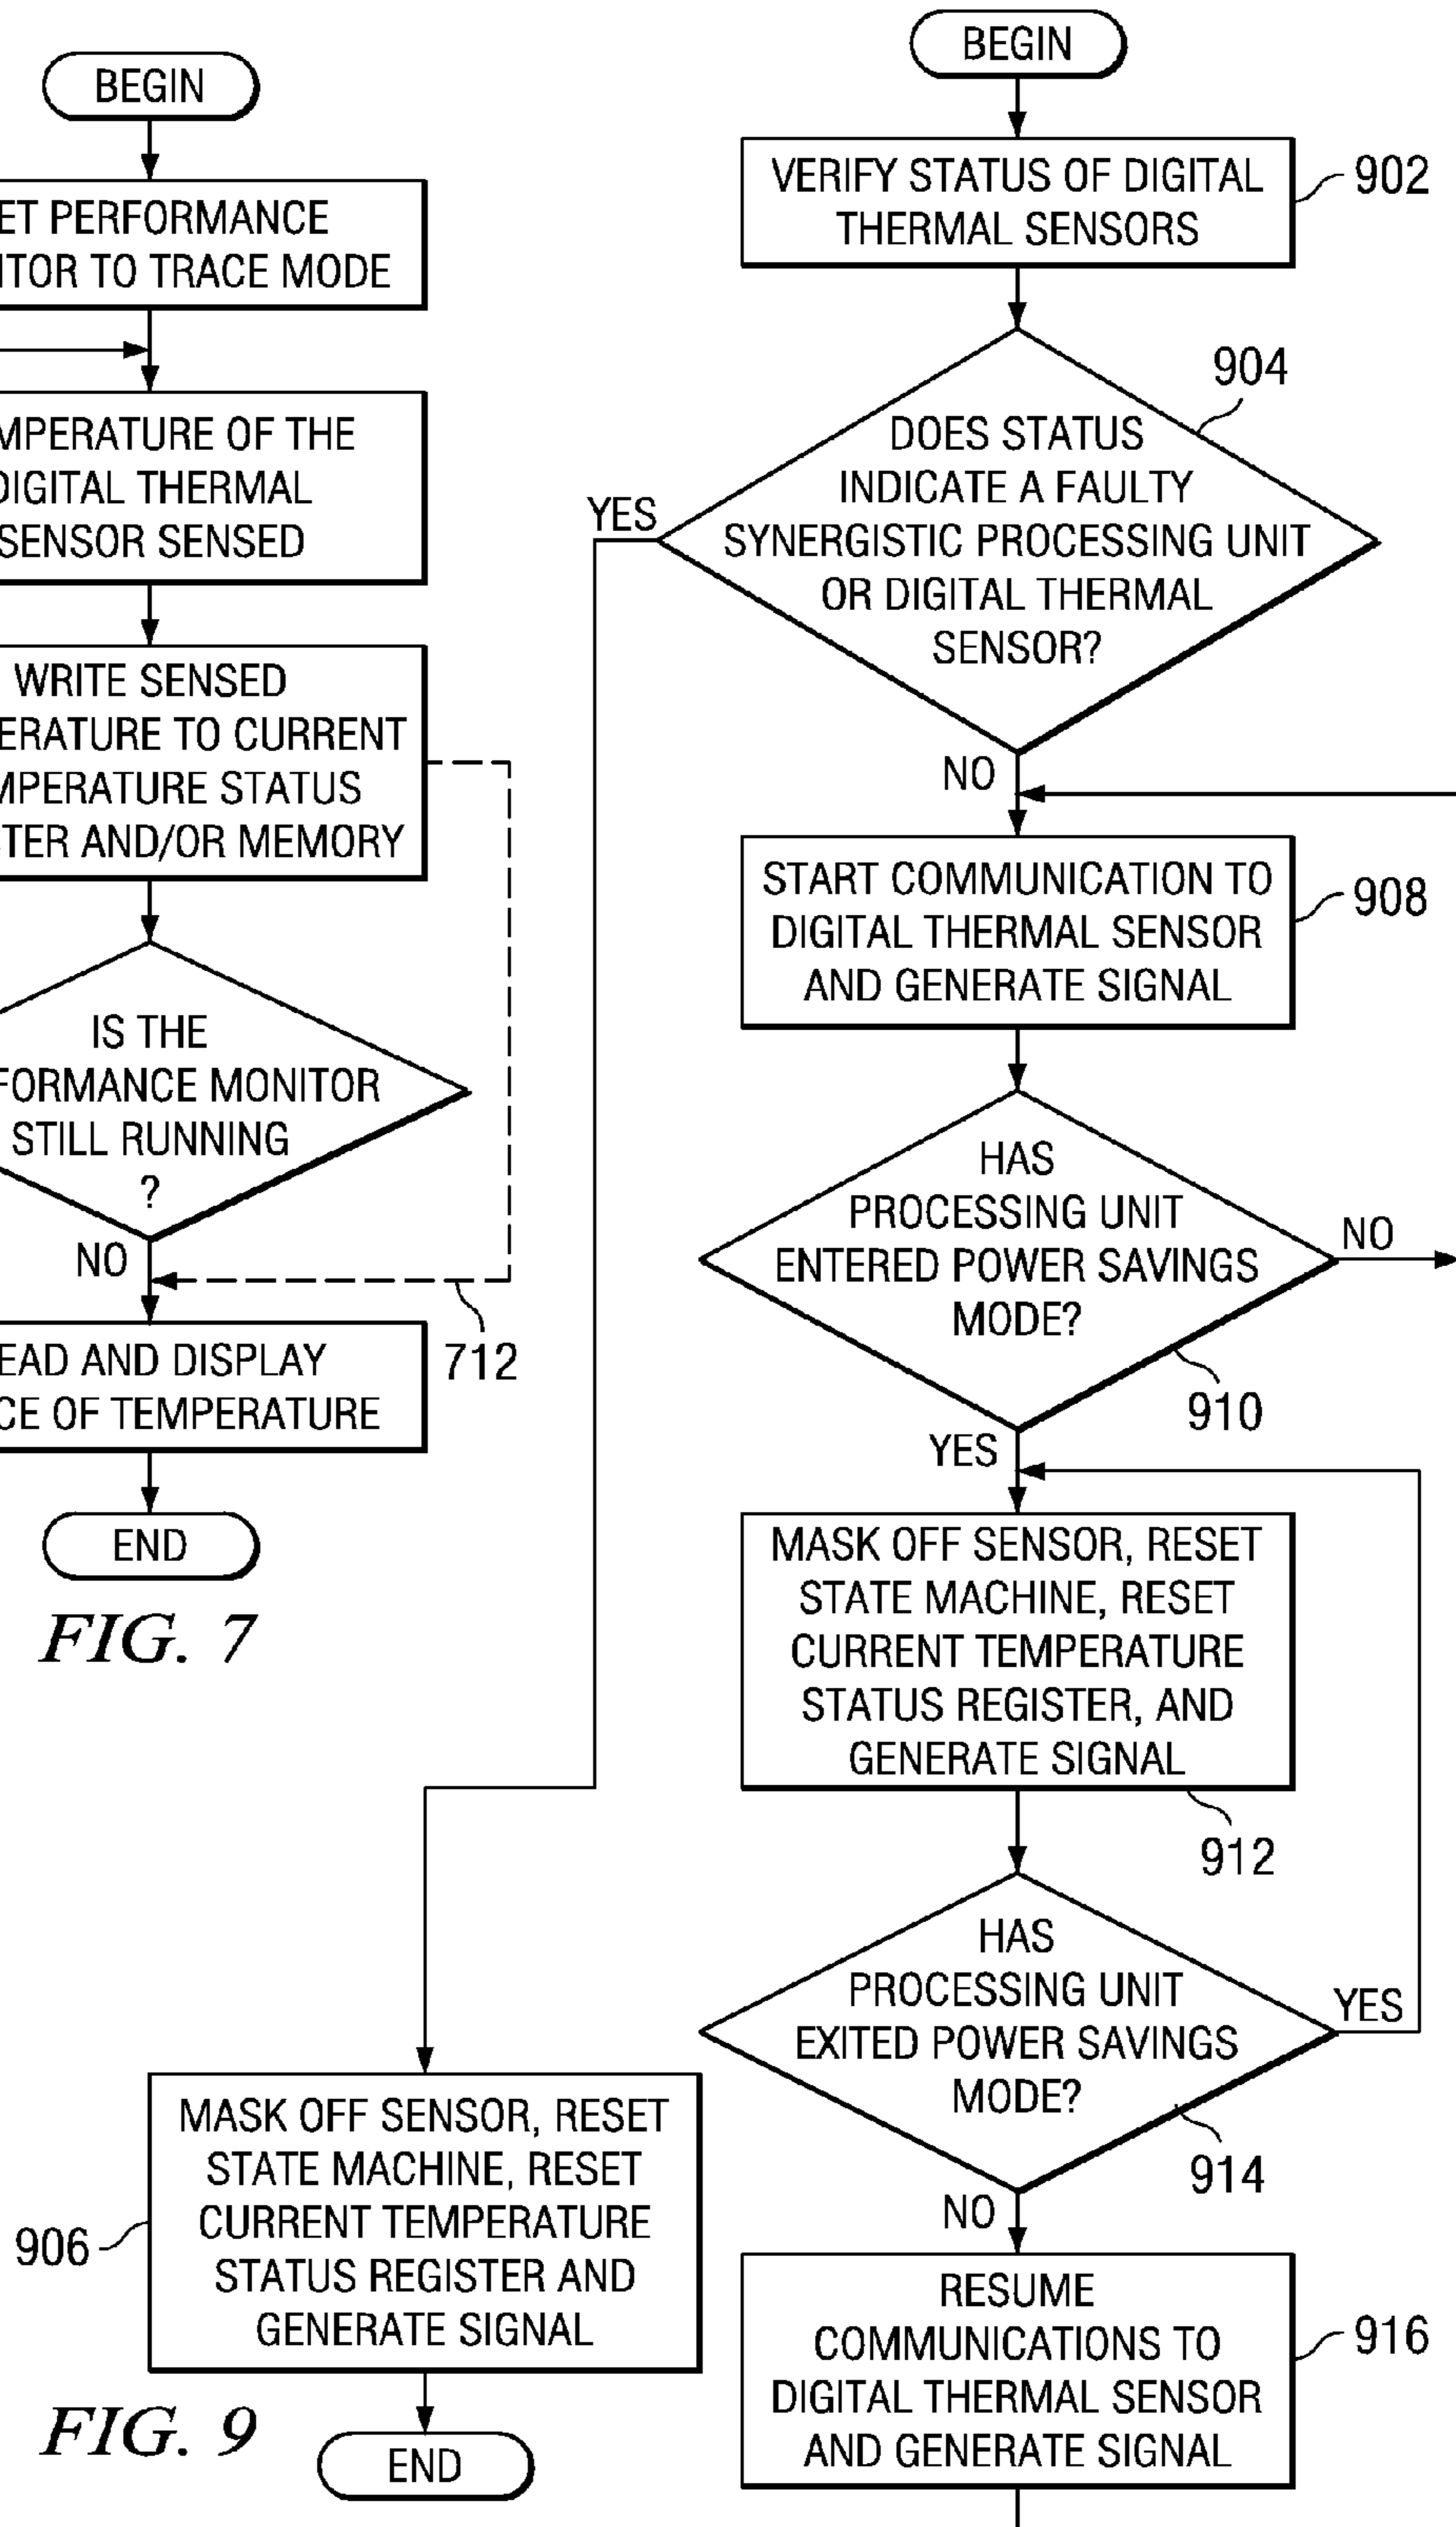 BEGIN
ET PERFORMANCE
ITOR TO TRACE MODE
MPERATURE OF THE
DIGITAL THERMAL
SENSOR SENSED
WRITE SENSED
ERATURE TO CURRENT
MPERATURE STATUS
TER AND/OR MEMORY
IS THE
FORMANCE MONITOR
STILL RUNNING
?
NO
712
EAD AND DISPLAY
CE OF TEMPERATURE
END
FIG. 7
BEGIN
VERIFY STATUS OF DIGITAL
THERMAL SENSORS
902
904
DOES STATUS
INDICATE A FAULTY
SYNERGISTIC PROCESSING UNIT
OR DIGITAL THERMAL
SENSOR?
YES
NO
START COMMUNICATION TO
DIGITAL THERMAL SENSOR
AND GENERATE SIGNAL
908
HAS
PROCESSING UNIT
ENTERED POWER SAVINGS
MODE?
NO
910
YES
MASK OFF SENSOR, RESET
STATE MACHINE, RESET
CURRENT TEMPERATURE
STATUS REGISTER, AND
GENERATE SIGNAL
912
HAS
PROCESSING UNIT
EXITED POWER SAVINGS
MODE?
YES
914
NO
RESUME
COMMUNICATIONS TO
DIGITAL THERMAL SENSOR
AND GENERATE SIGNAL
916
MASK OFF SENSOR, RESET
STATE MACHINE, RESET
CURRENT TEMPERATURE
STATUS REGISTER AND
GENERATE SIGNAL
906
END
FIG. 9